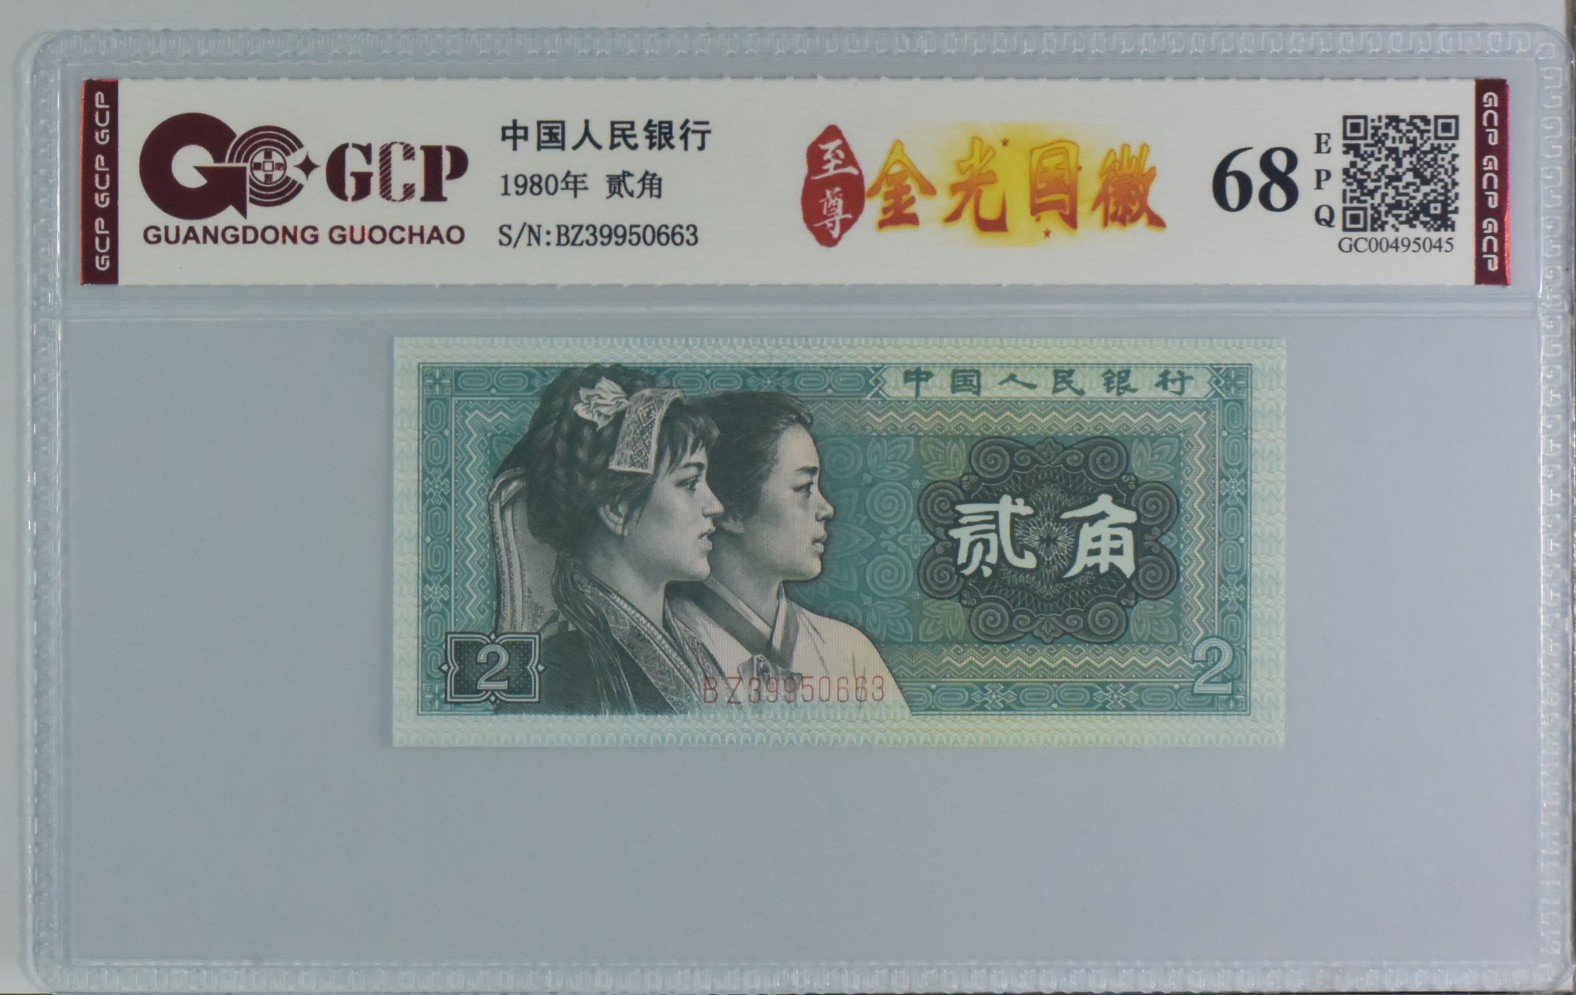 GCP GCP GCP
GCP
GUANGDONG GUOCHAO
中国人民银行
1980年 贰角
S/N:BZ39950663
至尊
金光国徽
68
EPQ
GC00495045
GCP GCP GCP
中国人民银行
贰角
2
BZ39950663
2